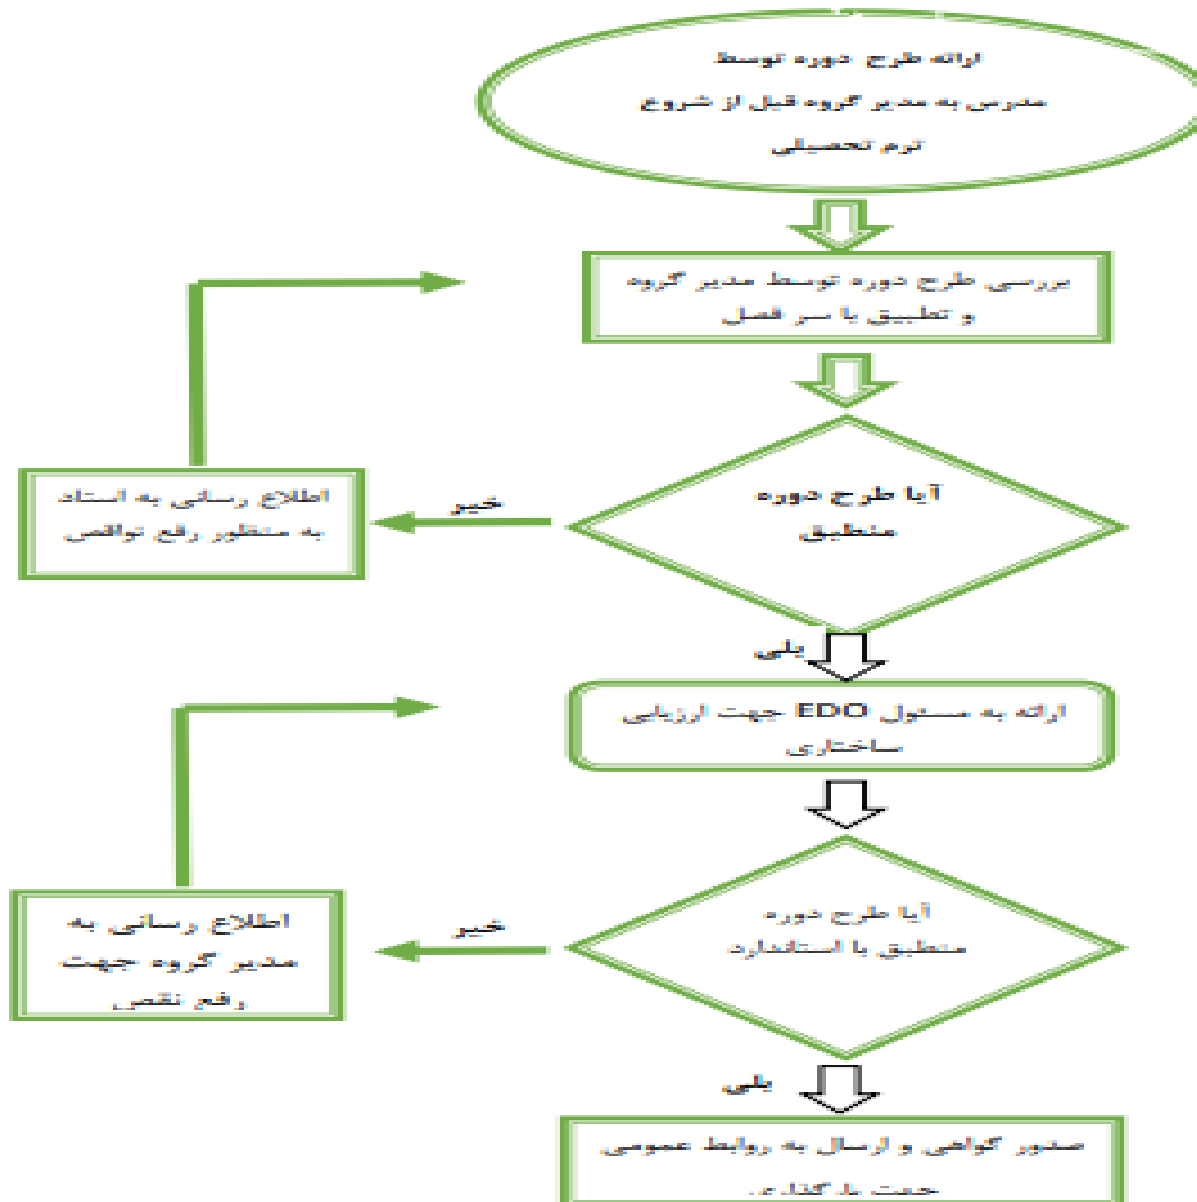 ارائه طرح دوره توسط
مدرس به مدیر گروه قبل از شروع
ترم تحصیلی
بررسی طرح دوره توسط مدیر گروه
و تطبیق با سر فصل
آیا طرح دوره
منطبق
خیر
اطلاع رسانی به استاد
به منظور رفع نواقص
بلی
ارائه به مسئول EDO جهت ارزیابی
ساختاری
آیا طرح دوره
منطبق با استاندارد
خیر
اطلاع رسانی به
مدیر گروه جهت
رفع نقص
بلی
صدور گواهی و ارسال به روابط عمومی
جهت بارگذاری